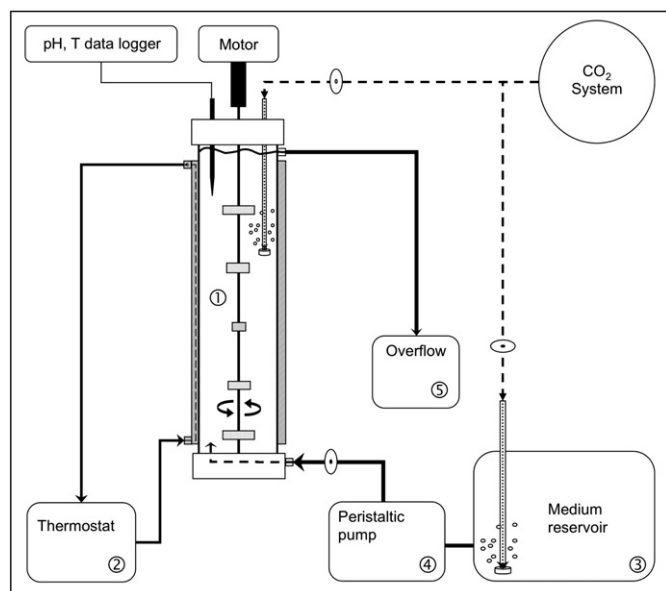 pH, T data logger
Motor
CO₂
System
①
Overflow
⑤
Thermostat
②
Peristaltic
pump
④
Medium
reservoir
③